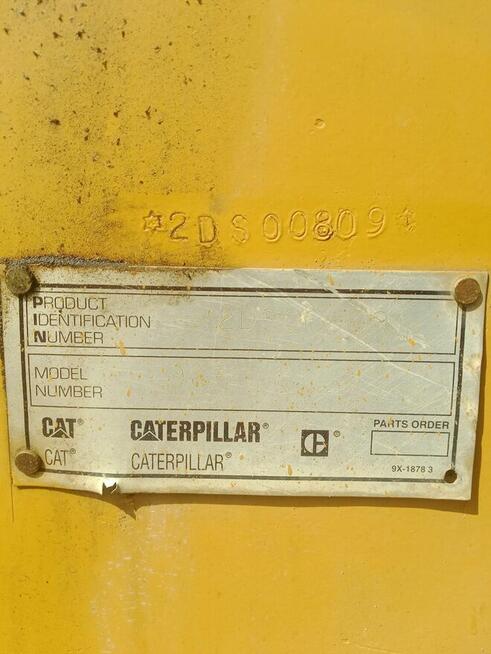 *2DS00809*
PRODUCT
IDENTIFICATION
NUMBER
MODEL
NUMBER
CAT® CATERPILLAR® C® PARTS ORDER
CAT® CATERPILLAR®
9X-1878 3